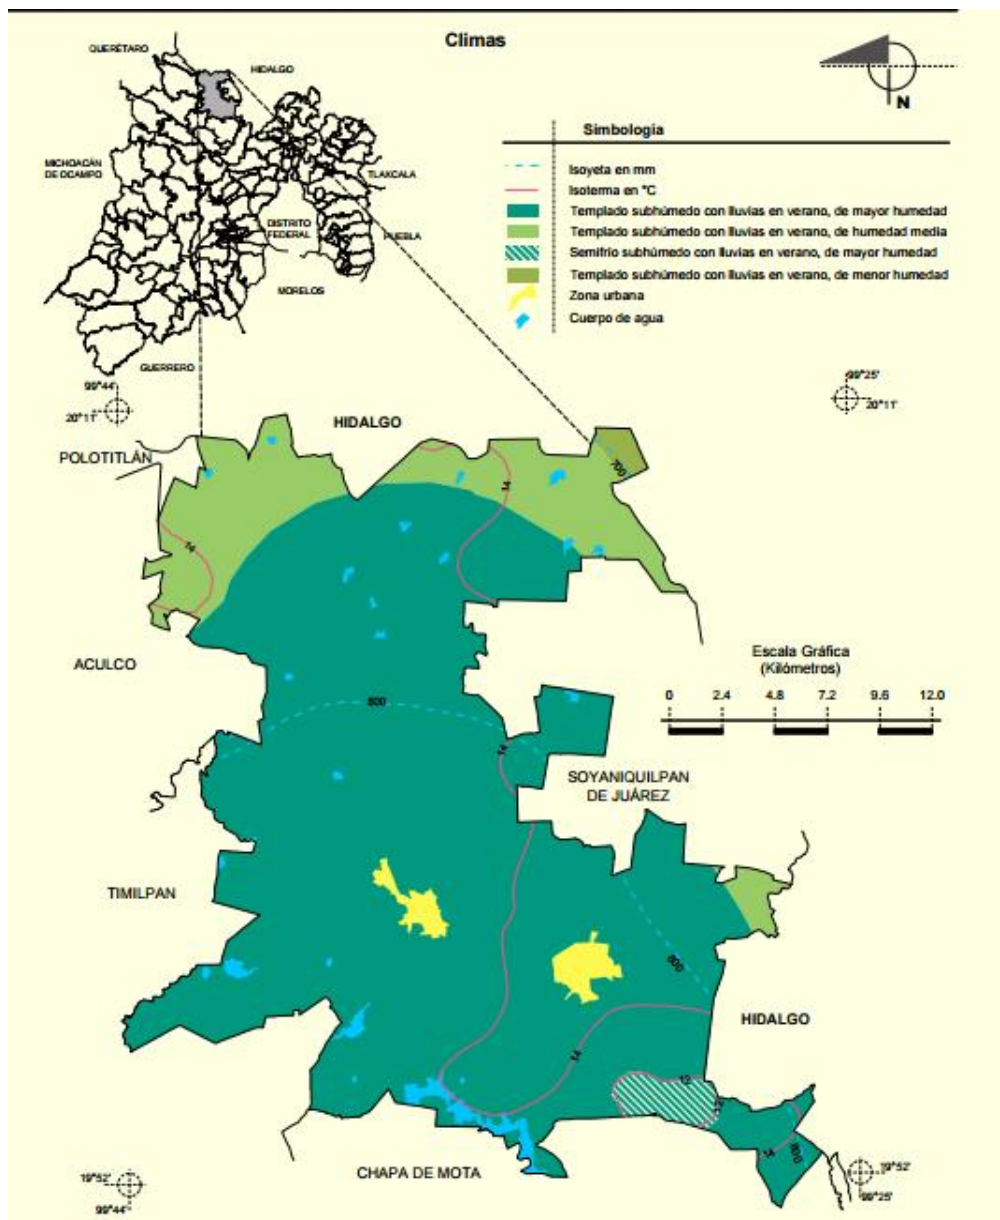 Climas
QUERÉTARO
HIDALGO
N
MICHOACÁN
DE OCAMPO
TLAXCALA
DISTRITO
FEDERAL
PUEBLA
MORELOS
GUERRERO
Simbología
Isoyeta en mm
Isoterma en °C
Templado subhúmedo con lluvias en verano, de mayor humedad
Templado subhúmedo con lluvias en verano, de humedad media
Semifrío subhúmedo con lluvias en verano, de mayor humedad
Templado subhúmedo con lluvias en verano, de menor humedad
Zona urbana
Cuerpo de agua
99°44'
20°11'
99°25'
20°11'
HIDALGO
POLOTITLÁN
700
14
14
ACULCO
Escala Gráfica
(Kilómetros)
0 2.4 4.8 7.2 9.6 12.0
800
14
SOYANIQUILPAN
DE JUÁREZ
TIMILPAN
800
HIDALGO
14
12
12
14
800
CHAPA DE MOTA
19°52'
99°44'
19°52'
99°25'